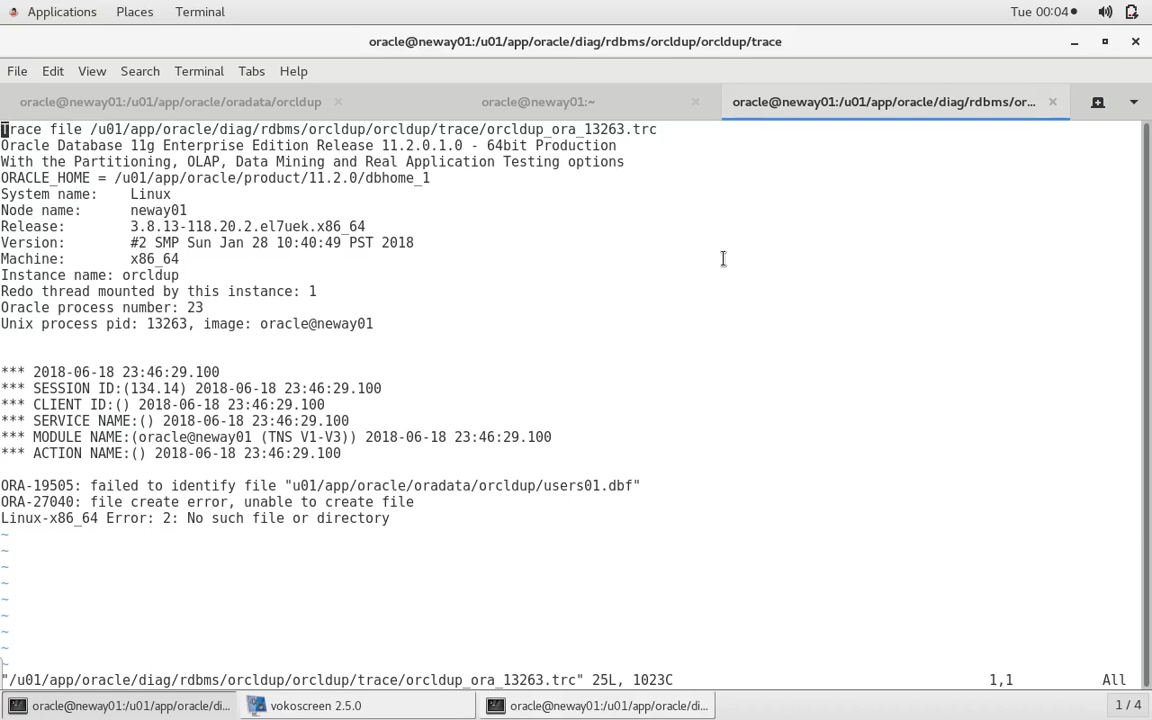 Applications Places Terminal Tue 00:04
oracle@neway01:/u01/app/oracle/diag/rdbms/orcldup/orcldup/trace
File Edit View Search Terminal Tabs Help
oracle@neway01:/u01/app/oracle/oradata/orcldup oracle@neway01:~ oracle@neway01:/u01/app/oracle/diag/rdbms/or...
Trace file /u01/app/oracle/diag/rdbms/orcldup/orcldup/trace/orcldup_ora_13263.trc
Oracle Database 11g Enterprise Edition Release 11.2.0.1.0 - 64bit Production
With the Partitioning, OLAP, Data Mining and Real Application Testing options
ORACLE_HOME = /u01/app/oracle/product/11.2.0/dbhome_1
System name: Linux
Node name: neway01
Release: 3.8.13-118.20.2.el7uek.x86_64
Version: #2 SMP Sun Jan 28 10:40:49 PST 2018
Machine: x86_64
Instance name: orcldup
Redo thread mounted by this instance: 1
Oracle process number: 23
Unix process pid: 13263, image: oracle@neway01
*** 2018-06-18 23:46:29.100
*** SESSION ID:(134.14) 2018-06-18 23:46:29.100
*** CLIENT ID:() 2018-06-18 23:46:29.100
*** SERVICE NAME:() 2018-06-18 23:46:29.100
*** MODULE NAME:(oracle@neway01 (TNS V1-V3)) 2018-06-18 23:46:29.100
*** ACTION NAME:() 2018-06-18 23:46:29.100
ORA-19505: failed to identify file "u01/app/oracle/oradata/orcldup/users01.dbf"
ORA-27040: file create error, unable to create file
Linux-x86_64 Error: 2: No such file or directory
~
~
~
~
~
~
~
~
~
"/u01/app/oracle/diag/rdbms/orcldup/orcldup/trace/orcldup_ora_13263.trc" 25L, 1023C 1,1 All
oracle@neway01:/u01/app/oracle/di... vokoscreen 2.5.0 oracle@neway01:/u01/app/oracle/di... 1 / 4